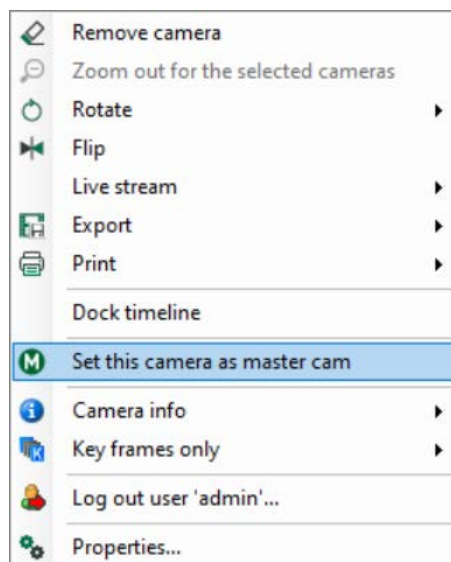 Remove camera
Zoom out for the selected cameras
Rotate
Flip
Live stream
Export
Print
Dock timeline
M Set this camera as master cam
Camera info
K Key frames only
Log out user 'admin'...
Properties...